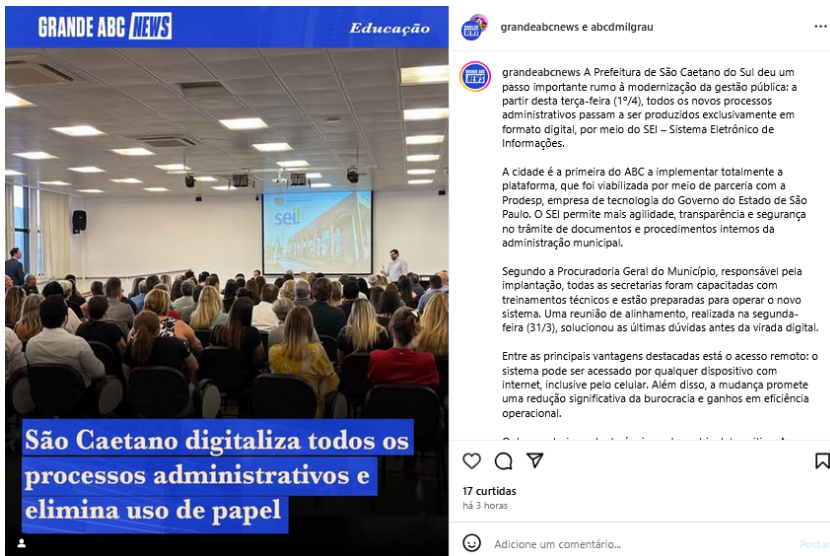 GRANDE ABC NEWS
Educação
sei!
São Caetano digitaliza todos os
processos administrativos e
elimina uso de papel
grandeabcnews e abcdmilgrau
grandeabcnews A Prefeitura de São Caetano do Sul deu um
passo importante rumo à modernização da gestão pública: a
partir desta terça-feira (1º/4), todos os novos processos
administrativos passam a ser produzidos exclusivamente em
formato digital, por meio do SEI – Sistema Eletrônico de
Informações.
A cidade é a primeira do ABC a implementar totalmente a
plataforma, que foi viabilizada por meio de parceria com a
Prodesp, empresa de tecnologia do Governo do Estado de São
Paulo. O SEI permite mais agilidade, transparência e segurança
no trâmite de documentos e procedimentos internos da
administração municipal.
Segundo a Procuradoria Geral do Município, responsável pela
implantação, todas as secretarias foram capacitadas com
treinamentos técnicos e estão preparadas para operar o novo
sistema. Uma reunião de alinhamento, realizada na segunda-
feira (31/3), solucionou as últimas dúvidas antes da virada digital.
Entre as principais vantagens destacadas está o acesso remoto: o
sistema pode ser acessado por qualquer dispositivo com
internet, inclusive pelo celular. Além disso, a mudança promete
uma redução significativa da burocracia e ganhos em eficiência
operacional.
17 curtidas
há 3 horas
Adicione um comentário...
Postar